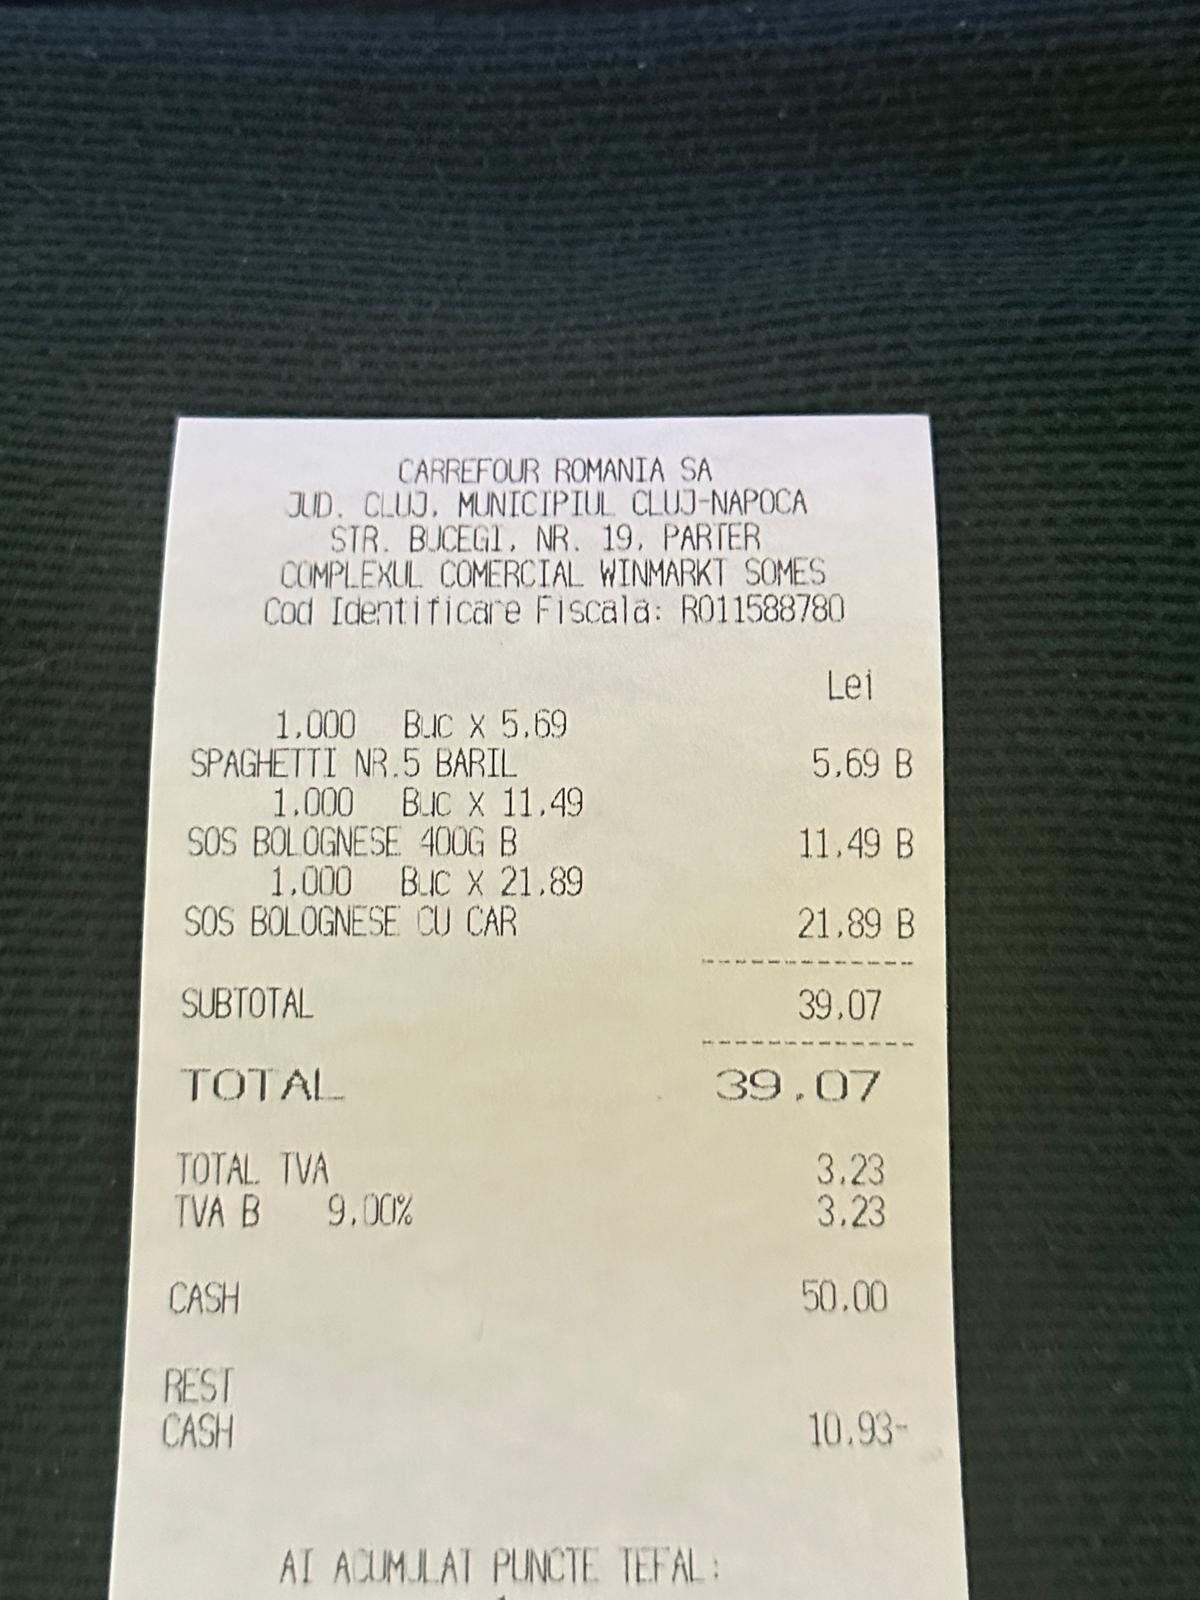 CARREFOUR ROMANIA SA
JUD. CLUJ, MUNICIPIUL CLUJ-NAPOCA
STR. BUCEGI, NR. 19, PARTER
COMPLEXUL COMERCIAL WINMARKT SOMES
Cod Identificare Fiscala: RO11588780
Lei
1,000 Buc X 5,69
SPAGHETTI NR.5 BARIL 5,69 B
1,000 Buc X 11,49
SOS BOLOGNESE 400G B 11,49 B
1,000 Buc X 21,89
SOS BOLOGNESE CU CAR 21,89 B
SUBTOTAL 39,07
TOTAL 39,07
TOTAL TVA 3,23
TVA B 9,00% 3,23
CASH 50,00
REST
CASH 10,93-
AI ACUMULAT PUNCTE TEFAL: